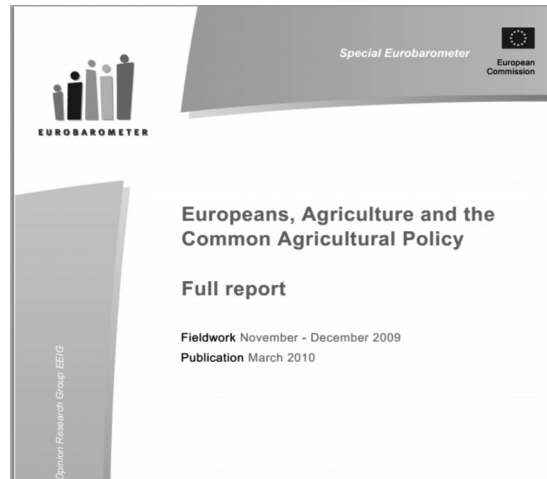 Special Eurobarometer
European
Commission
EUROBAROMETER
Europeans, Agriculture and the
Common Agricultural Policy
Full report
Fieldwork November - December 2009
Publication March 2010
Opinion Research Group EEIG